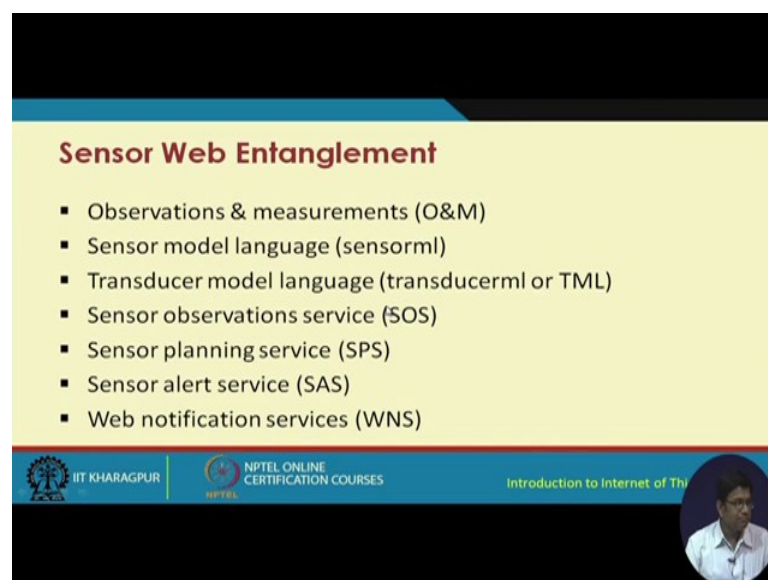 Sensor Web Entanglement
▪ Observations & measurements (O&M)
▪ Sensor model language (sensorml)
▪ Transducer model language (transducerml or TML)
▪ Sensor observations service (SOS)
▪ Sensor planning service (SPS)
▪ Sensor alert service (SAS)
▪ Web notification services (WNS)
IIT KHARAGPUR
NPTEL
NPTEL ONLINE
CERTIFICATION COURSES
Introduction to Internet of Thi